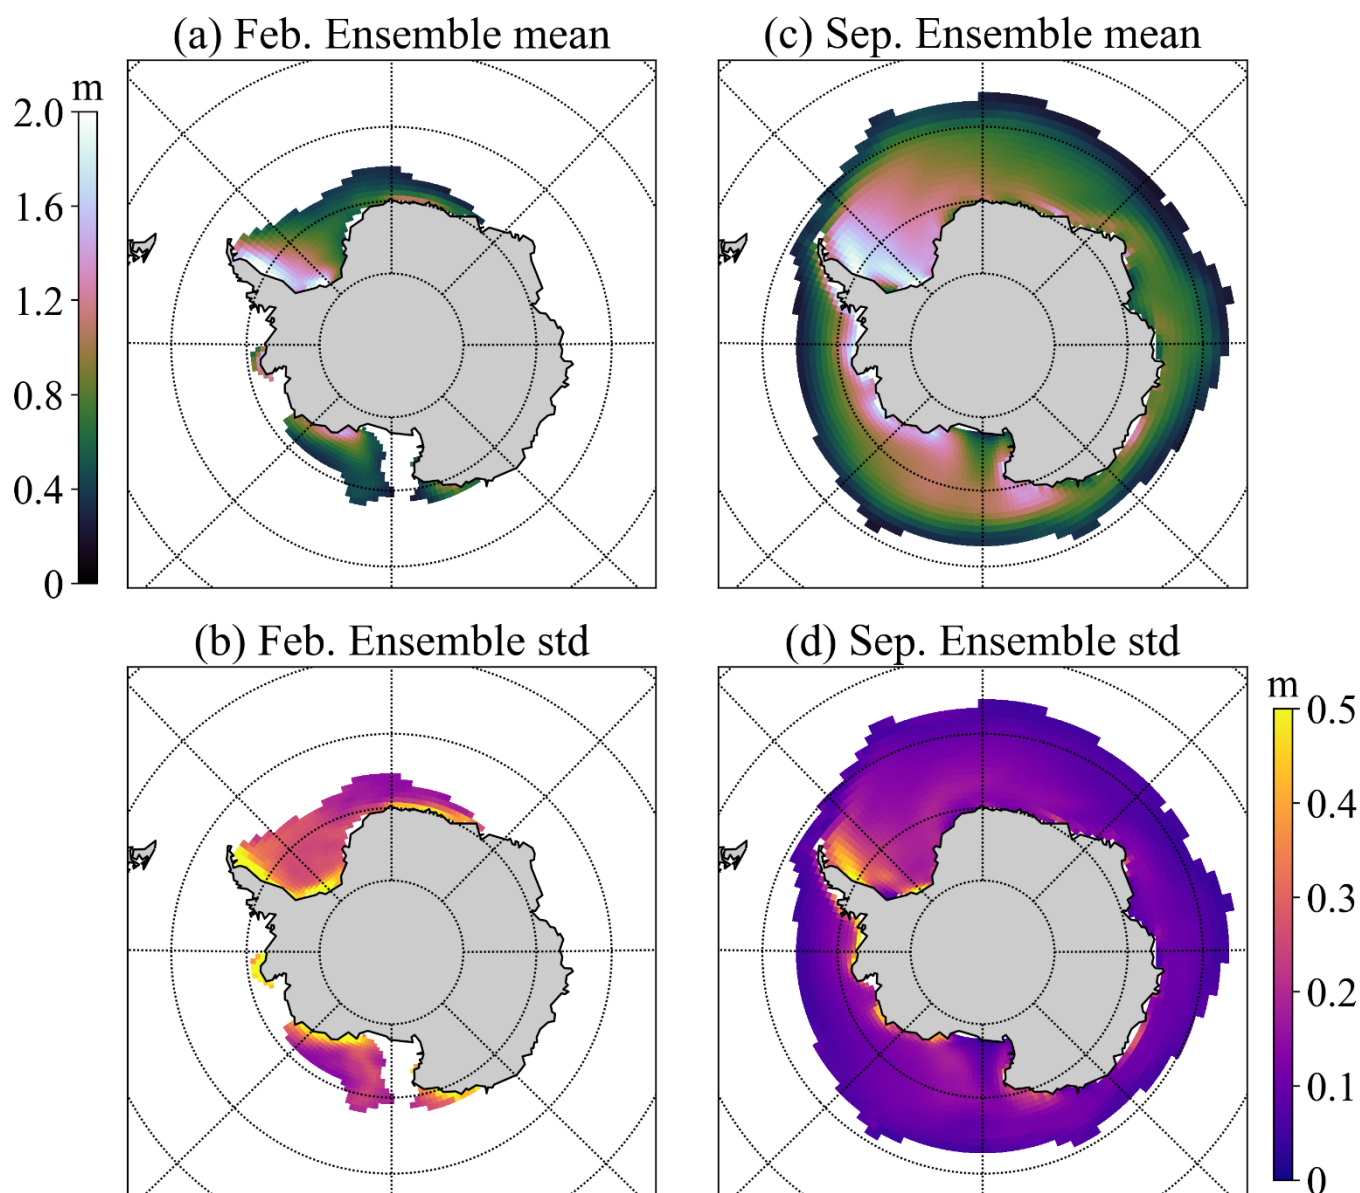 (a) Feb. Ensemble mean
(c) Sep. Ensemble mean
m
2.0
1.6
1.2
0.8
0.4
0
(b) Feb. Ensemble std
(d) Sep. Ensemble std
m
0.5
0.4
0.3
0.2
0.1
0